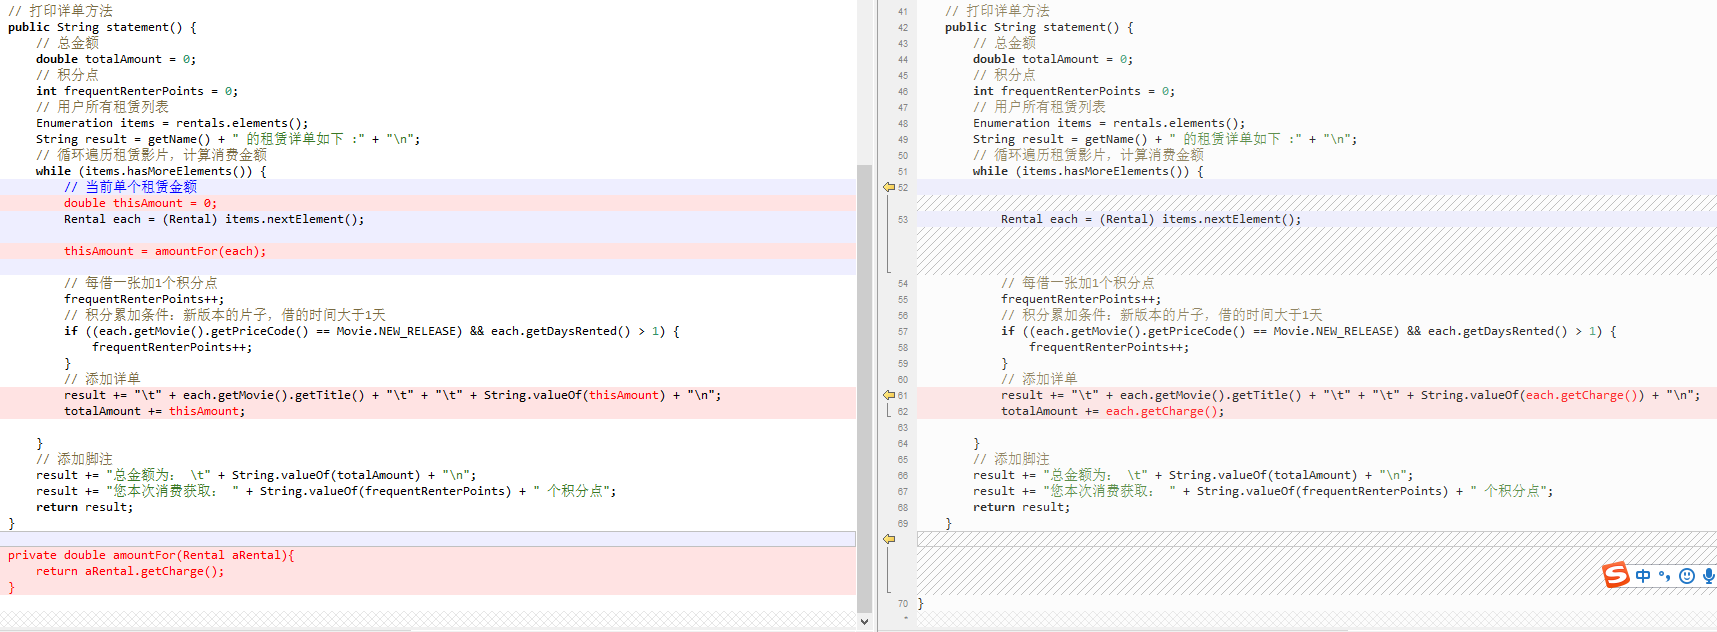 // 打印详单方法
public String statement() {
// 总金额
double totalAmount = 0;
// 积分点
int frequentRenterPoints = 0;
// 用户所有租赁列表
Enumeration items = rentals.elements();
String result = getName() + " 的租赁详单如下 :" + "\n";
// 循环遍历租赁影片, 计算消费金额
while (items.hasMoreElements()) {
// 当前单个租赁金额
double thisAmount = 0;
Rental each = (Rental) items.nextElement();
thisAmount = amountFor(each);
// 每借一张加1个积分点
frequentRenterPoints++;
// 积分累加条件: 新版本的片子, 借的时间大于1天
if ((each.getMovie().getPriceCode() == Movie.NEW_RELEASE) && each.getDaysRented() > 1) {
frequentRenterPoints++;
}
// 添加详单
result += "\t" + each.getMovie().getTitle() + "\t" + "\t" + String.valueOf(thisAmount) + "\n";
totalAmount += thisAmount;
}
// 添加脚注
result += "总金额为: \t" + String.valueOf(totalAmount) + "\n";
result += "您本次消费获取: " + String.valueOf(frequentRenterPoints) + " 个积分点";
return result;
}
private double amountFor(Rental aRental){
return aRental.getCharge();
}
41 // 打印详单方法
42 public String statement() {
43 // 总金额
44 double totalAmount = 0;
45 // 积分点
46 int frequentRenterPoints = 0;
47 // 用户所有租赁列表
48 Enumeration items = rentals.elements();
49 String result = getName() + " 的租赁详单如下 :" + "\n";
50 // 循环遍历租赁影片, 计算消费金额
51 while (items.hasMoreElements()) {
52
53 Rental each = (Rental) items.nextElement();
54 // 每借一张加1个积分点
55 frequentRenterPoints++;
56 // 积分累加条件: 新版本的片子, 借的时间大于1天
57 if ((each.getMovie().getPriceCode() == Movie.NEW_RELEASE) && each.getDaysRented() > 1) {
58 frequentRenterPoints++;
59 }
60 // 添加详单
61 result += "\t" + each.getMovie().getTitle() + "\t" + "\t" + String.valueOf(each.getCharge()) + "\n";
62 totalAmount += each.getCharge();
63
64 }
65 // 添加脚注
66 result += "总金额为: \t" + String.valueOf(totalAmount) + "\n";
67 result += "您本次消费获取: " + String.valueOf(frequentRenterPoints) + " 个积分点";
68 return result;
69 }
70 }
S 中